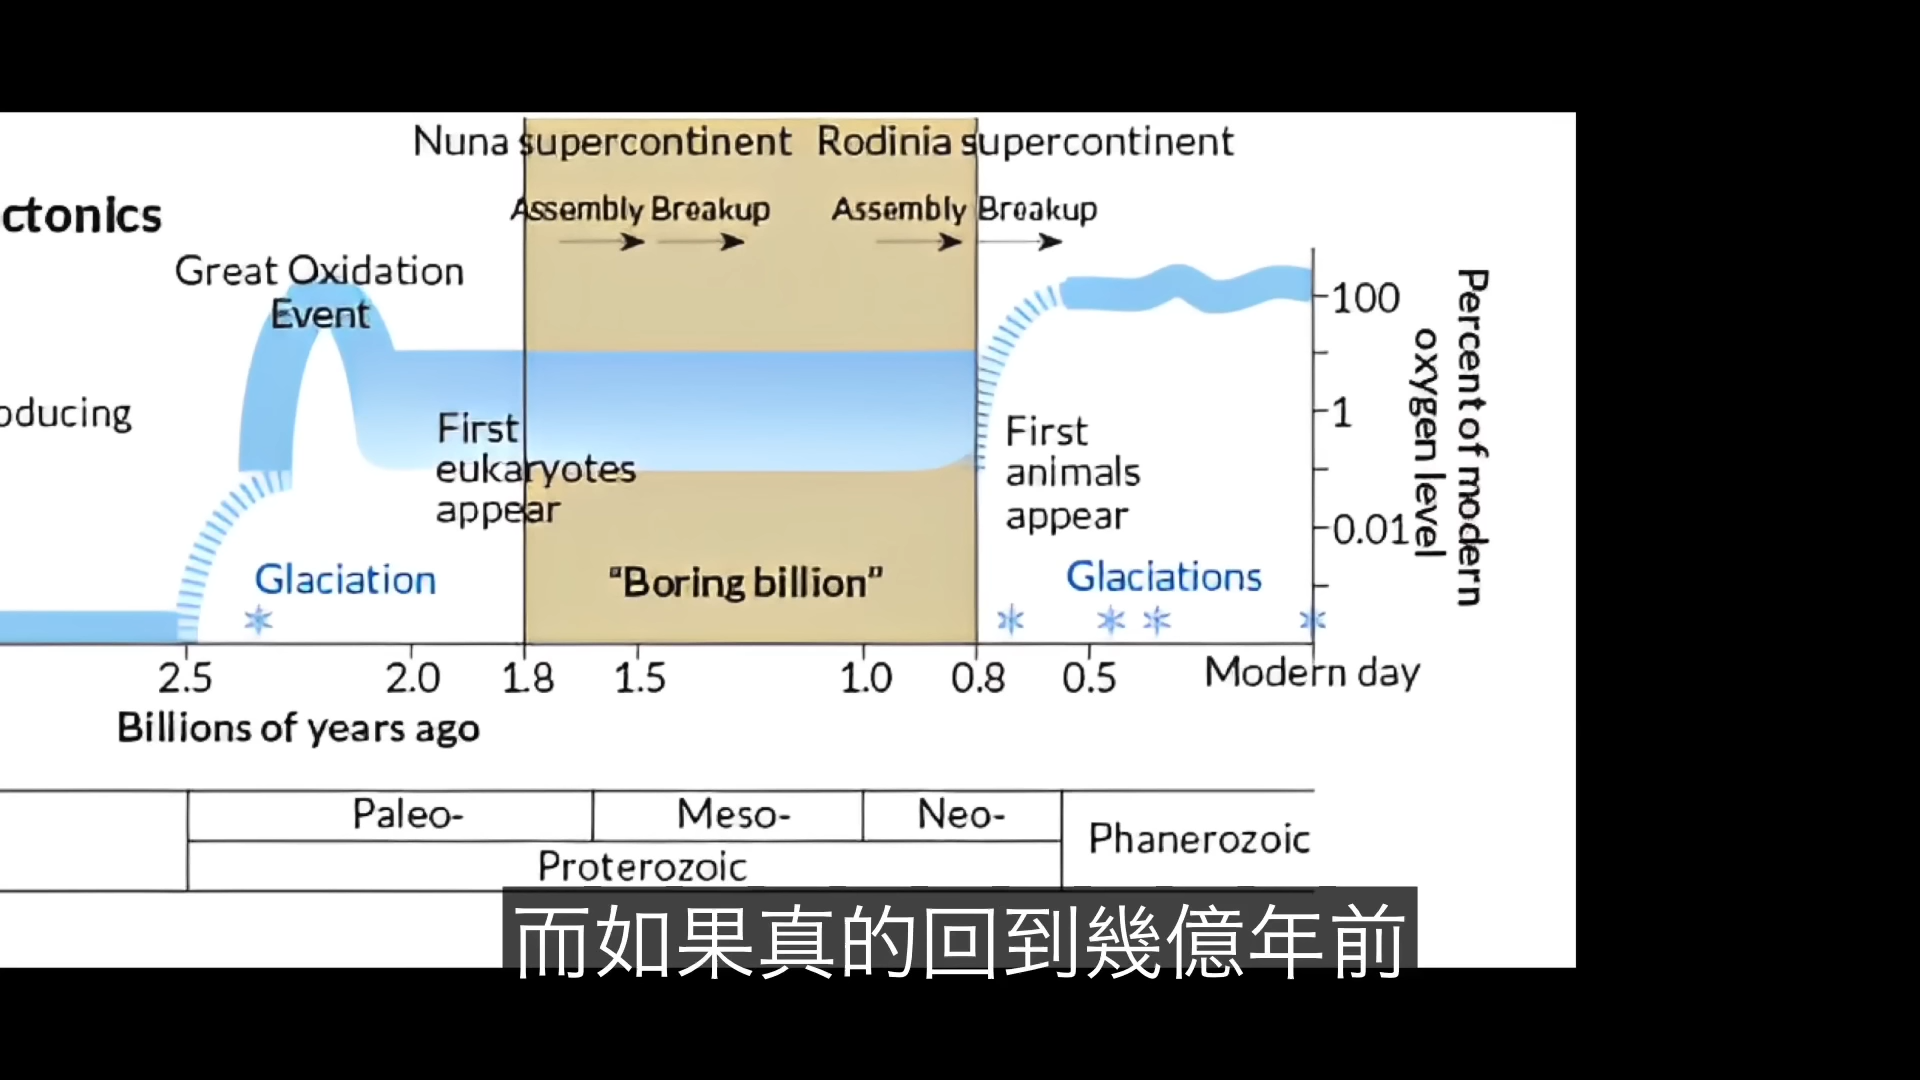 Nuna supercontinent Rodinia supercontinent
Assembly Breakup Assembly Breakup
ctonics
Great Oxidation
Event
100
Percent of modern
oxygen level
oducing
First
eukaryotes
appear
First
animals
appear
1
0.01
Glaciation
"Boring billion"
Glaciations
2.5 2.0 1.8 1.5 1.0 0.8 0.5 Modern day
Billions of years ago
Paleo- Meso- Neo-
Phanerozoic
Proterozoic
而如果真的回到幾億年前